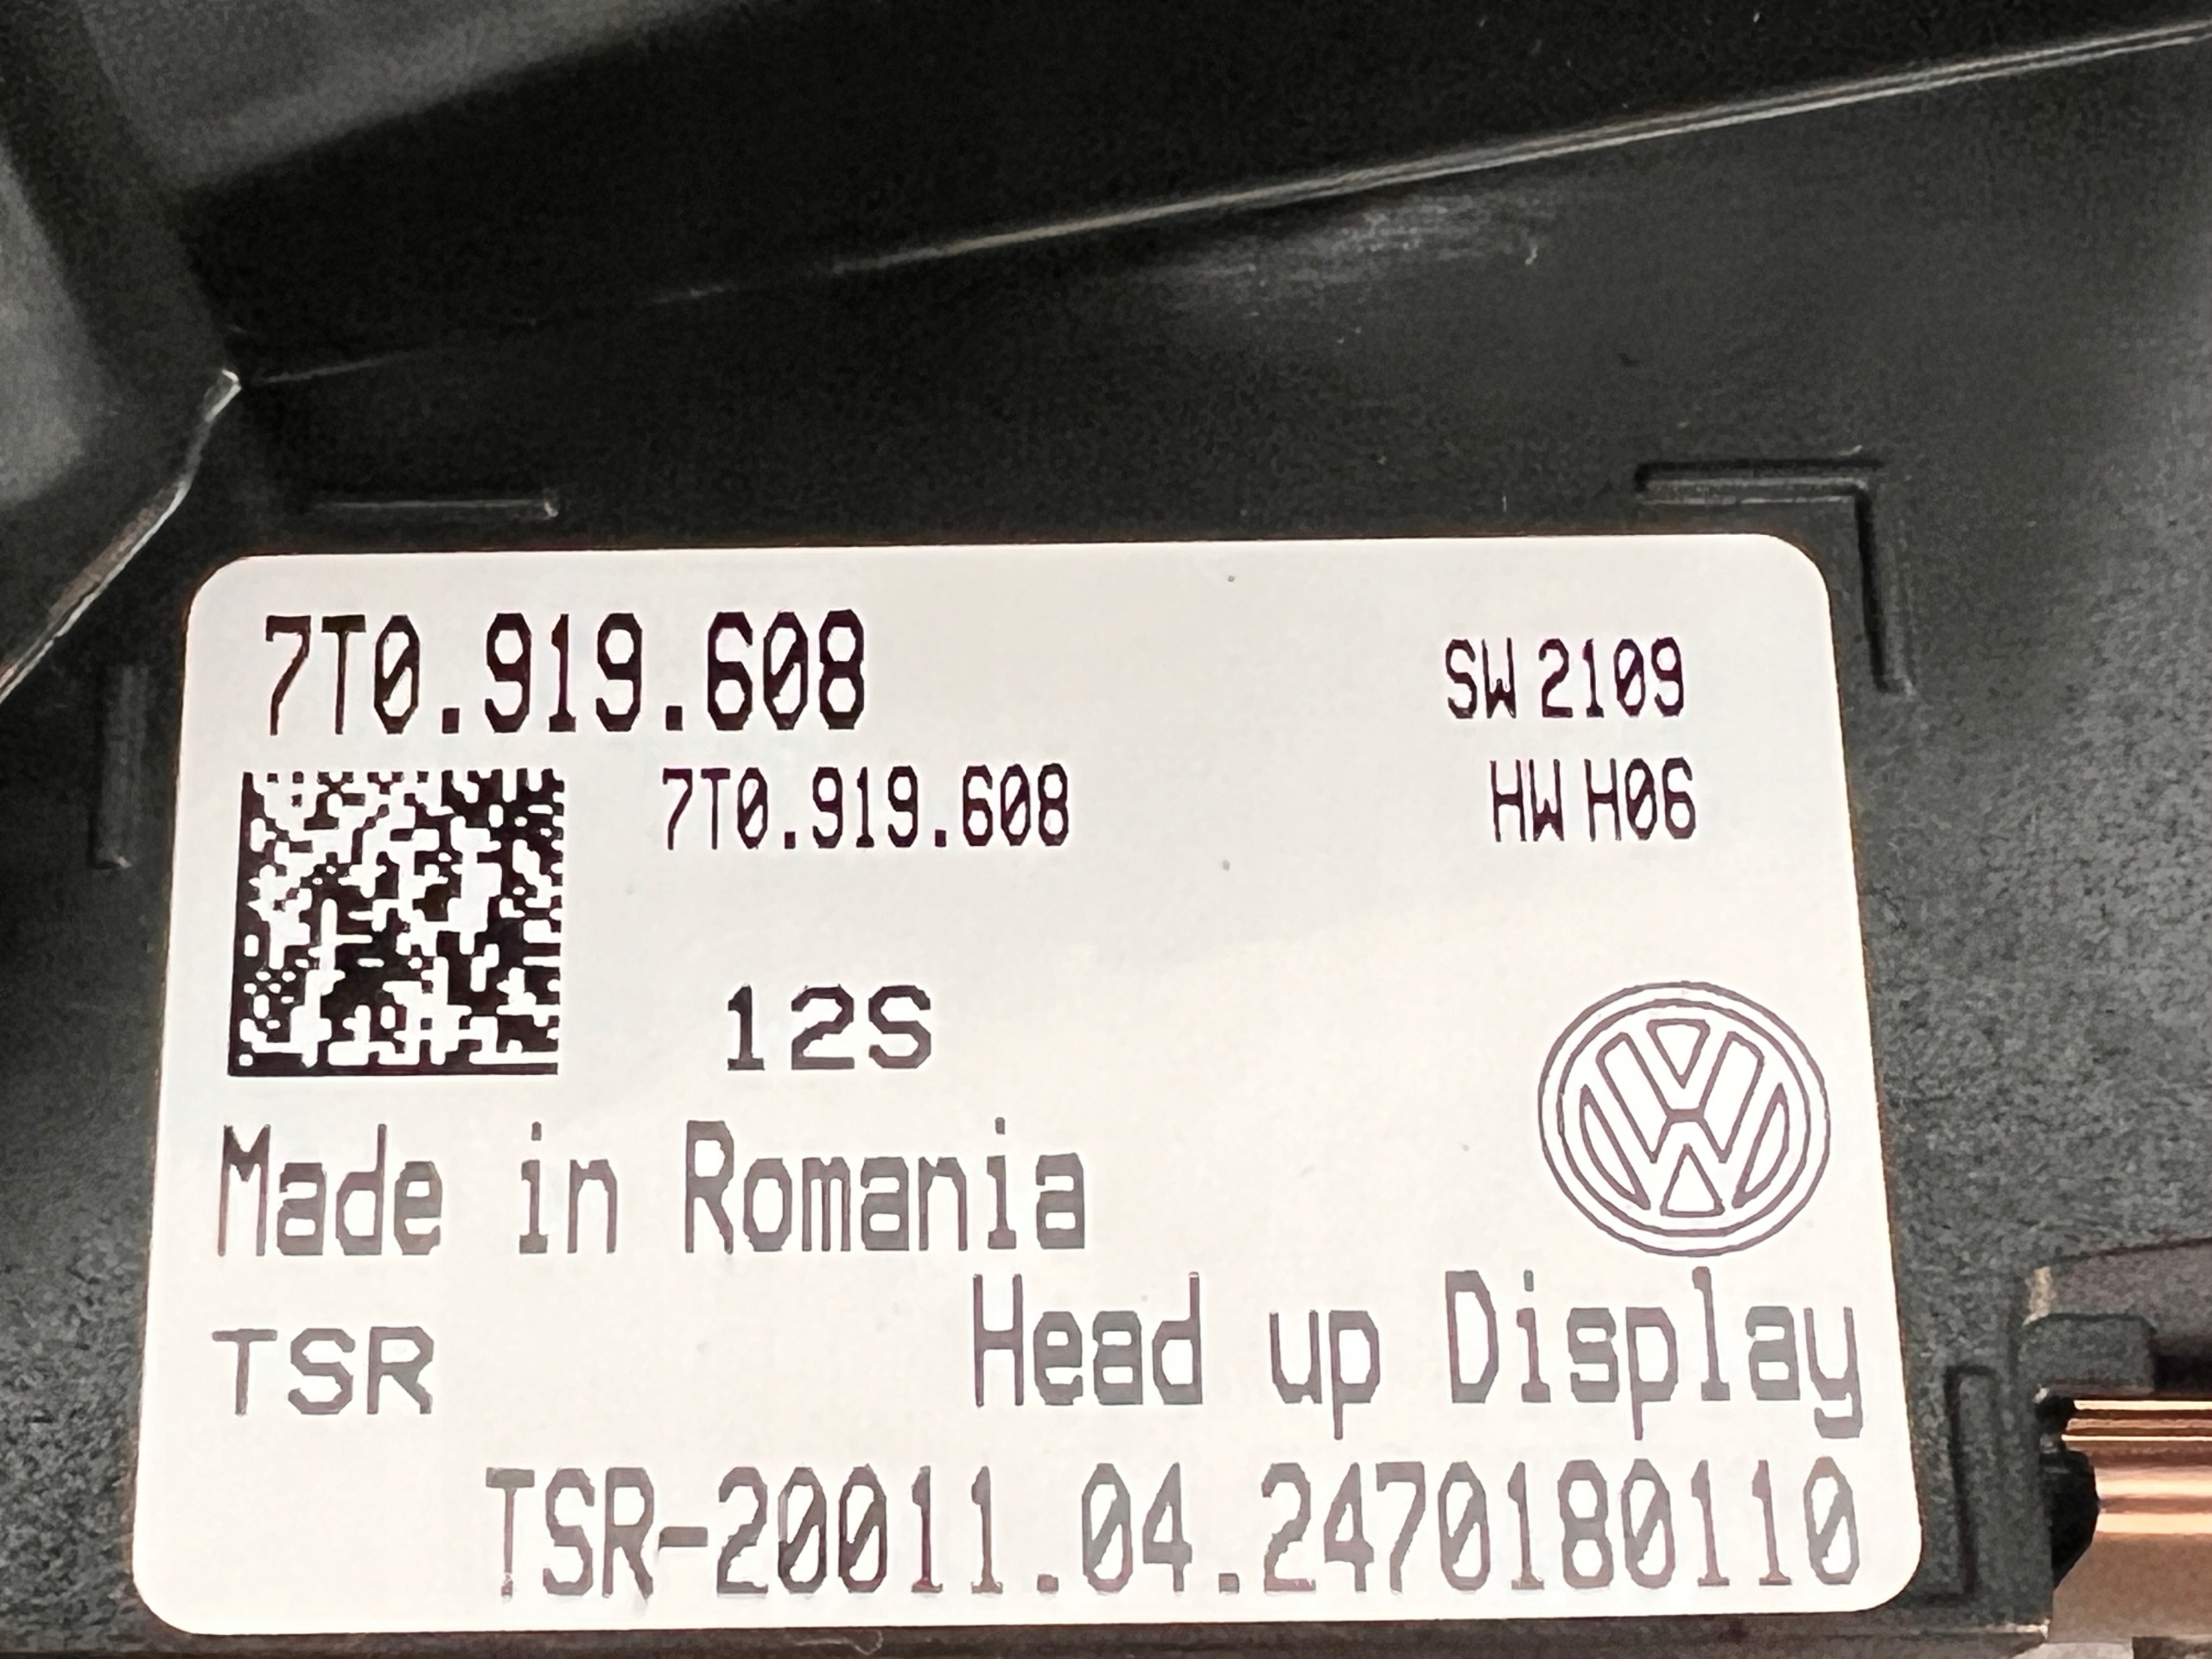 7T0.919.608
SW 2109
7T0.919.608
HW H06
12S
Made in Romania
TSR
Head up Display
TSR-20011.04.2470180110